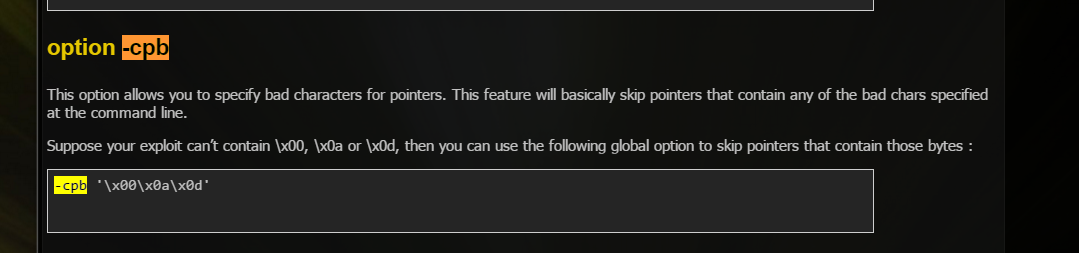 option -cpb
This option allows you to specify bad characters for pointers. This feature will basically skip pointers that contain any of the bad chars specified
at the command line.
Suppose your exploit can’t contain \x00, \x0a or \x0d, then you can use the following global option to skip pointers that contain those bytes :
-cpb '\x00\x0a\x0d'